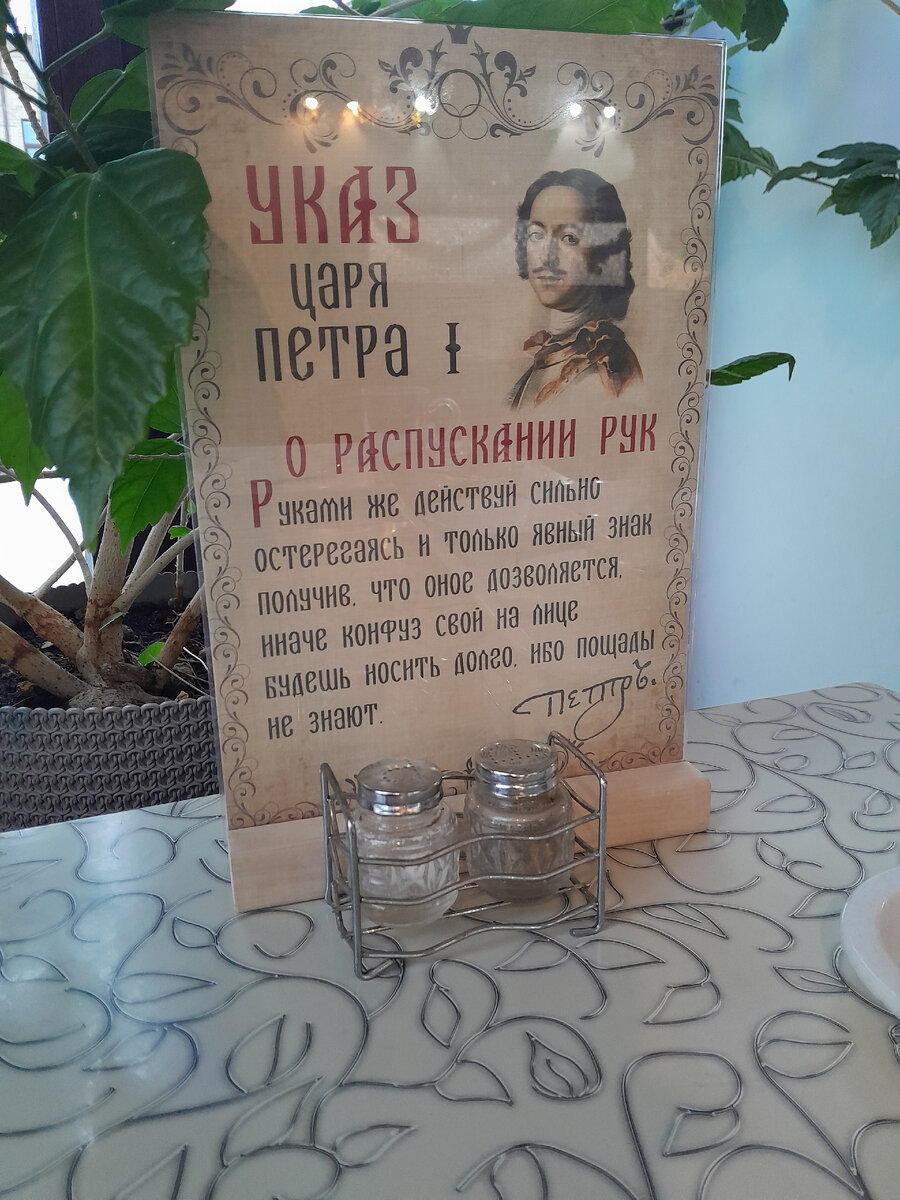 УКАЗ
ЦАРЯ
ПЕТРА I
О РАСПУСКАНИИ РУК
Руками же действуй сильно
остерегаясь и только явный знак
получив, что оное дозволяется,
иначе конфуз свой на лице
будешь носить долго, ибо пощады
не знают.
Петръ.